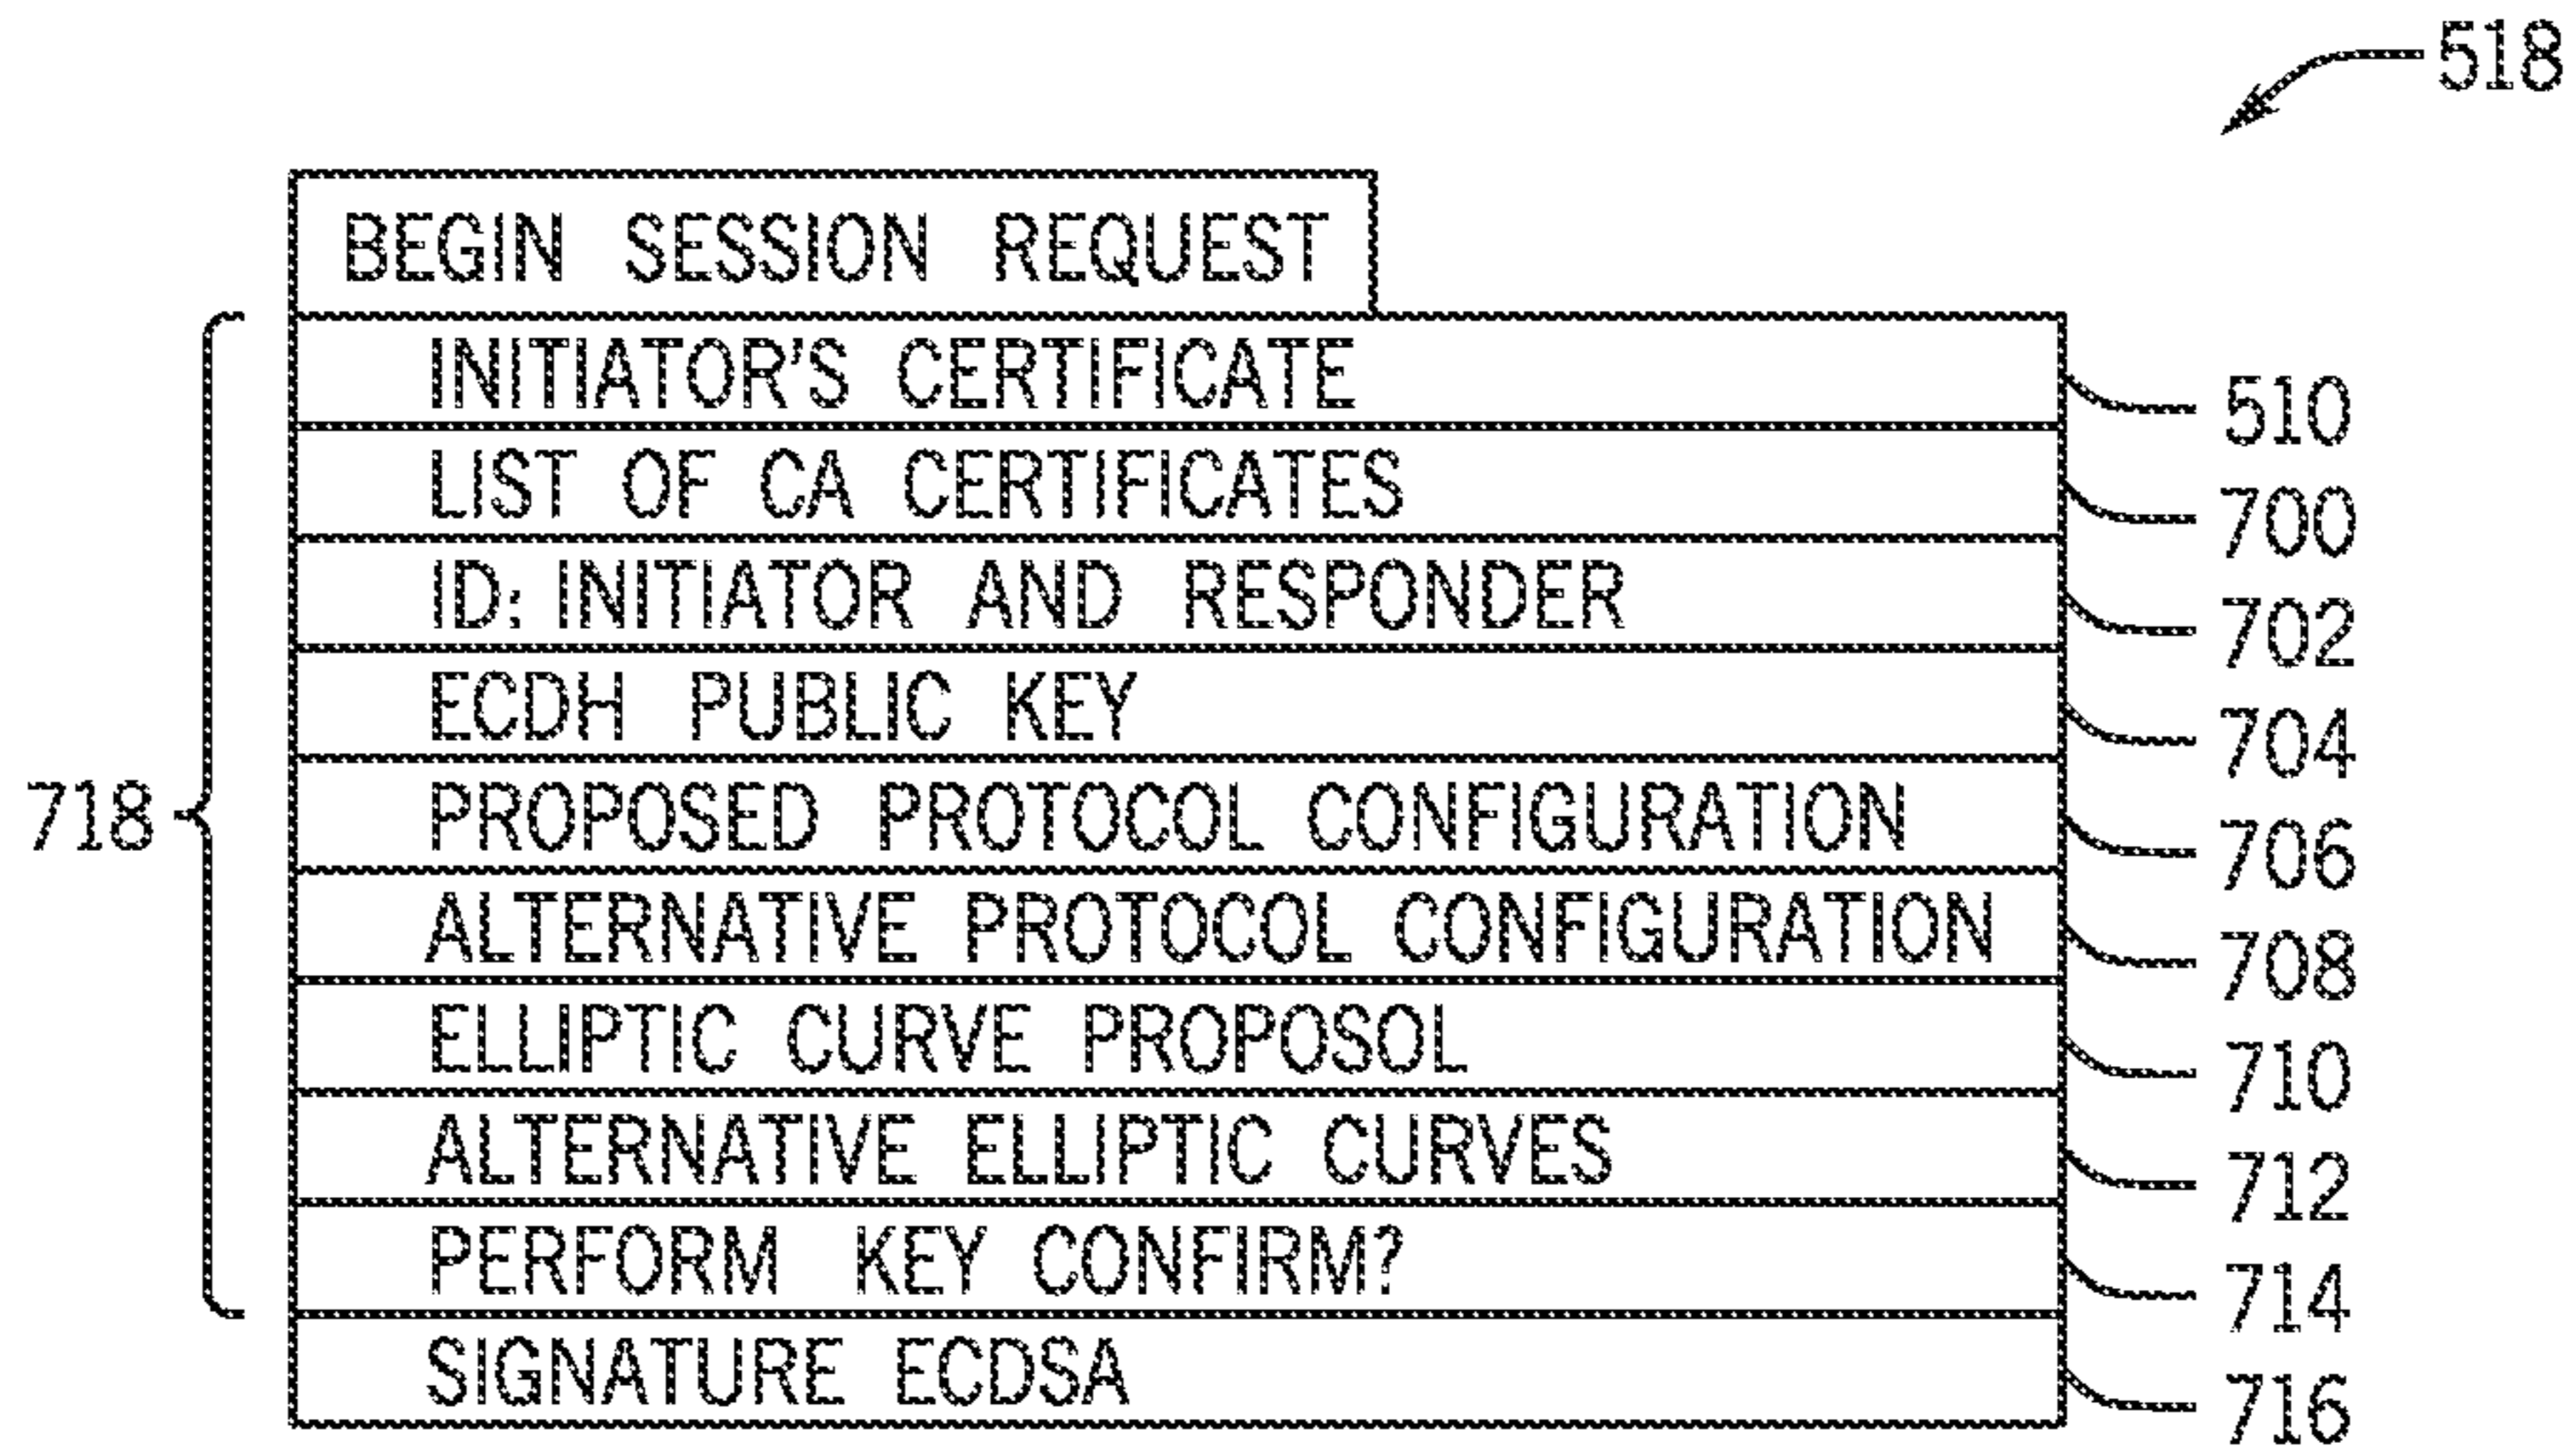 518
BEGIN SESSION REQUEST
INITIATOR'S CERTIFICATE 510
LIST OF CA CERTIFICATES 700
ID: INITIATOR AND RESPONDER 702
ECDH PUBLIC KEY 704
718 PROPOSED PROTOCOL CONFIGURATION 706
ALTERNATIVE PROTOCOL CONFIGURATION 708
ELLIPTIC CURVE PROPOSOL 710
ALTERNATIVE ELLIPTIC CURVES 712
PERFORM KEY CONFIRM? 714
SIGNATURE ECDSA 716